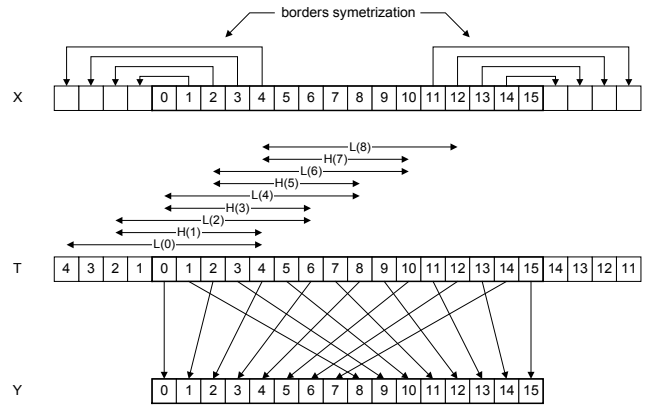 borders symetrization
X 0 1 2 3 4 5 6 7 8 9 10 11 12 13 14 15
L(8)
H(7)
L(6)
H(5)
L(4)
H(3)
L(2)
H(1)
L(0)
T 4 3 2 1 0 1 2 3 4 5 6 7 8 9 10 11 12 13 14 15 14 13 12 11
Y 0 1 2 3 4 5 6 7 8 9 10 11 12 13 14 15